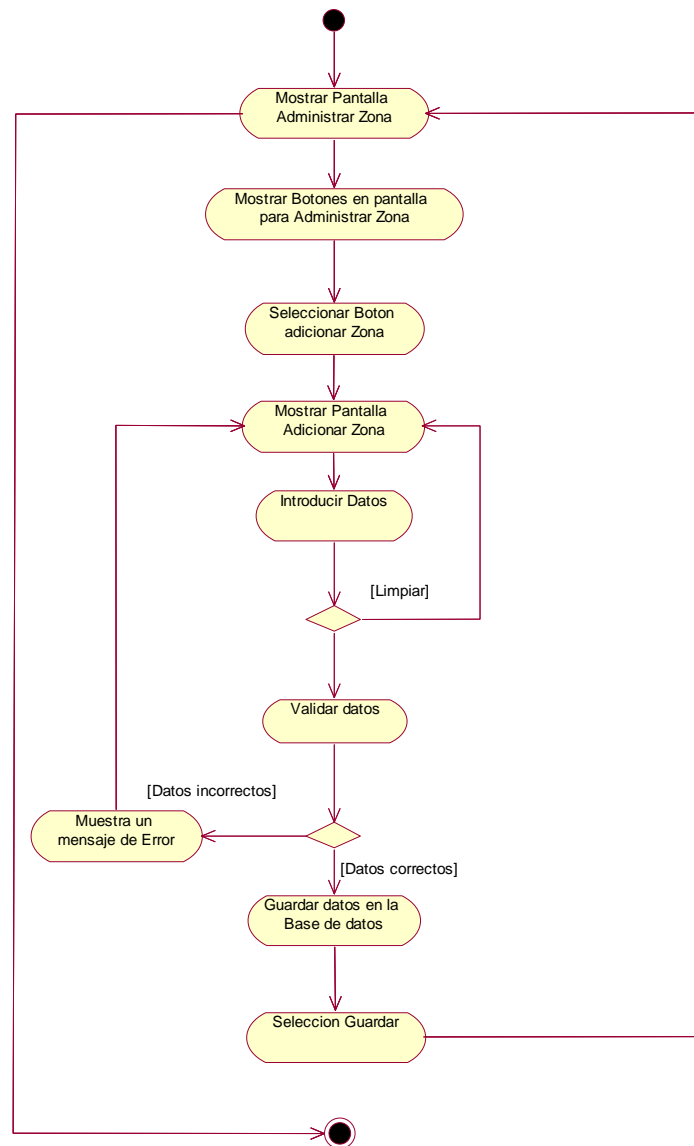 Mostrar Pantalla
Administrar Zona
Mostrar Botones en pantalla
para Administrar Zona
Seleccionar Boton
adicionar Zona
Mostrar Pantalla
Adicionar Zona
Introducir Datos
[Limpiar]
Validar datos
[Datos incorrectos]
Muestra un
mensaje de Error
[Datos correctos]
Guardar datos en la
Base de datos
Seleccion Guardar